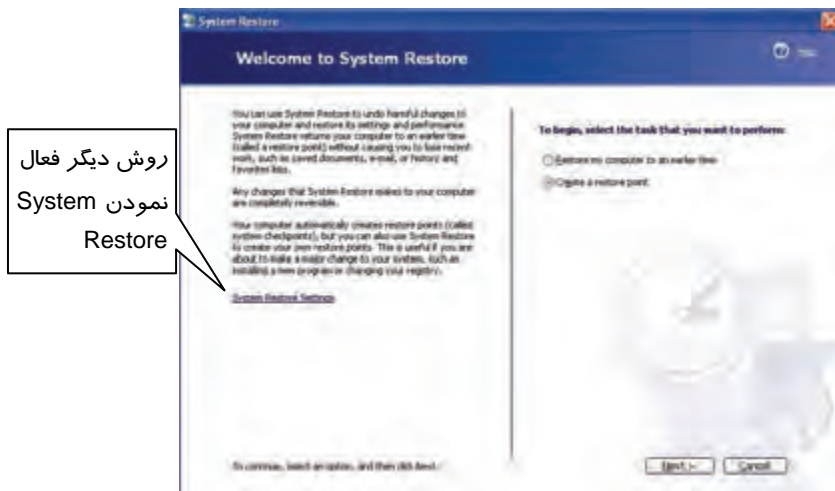 System Restore
Welcome to System Restore
You can use System Restore to undo harmful changes to
your computer and restore its settings and performance.
System Restore returns your computer to an earlier time
(called a restore point) without causing you to lose recent
work, such as saved documents, e-mail, or history and
favorites lists.
Any changes that System Restore makes to your computer
are completely reversible.
Your computer automatically creates restore points (called
system checkpoints), but you can also use System Restore
to create your own restore points. This is useful if you are
about to make a major change to your system, such as
installing a new program or changing your registry.
System Restore Settings
To continue, select an option, and then click Next.
To begin, select the task that you want to perform:
Restore my computer to an earlier time
Create a restore point
Next >
Cancel
روش دیگر فعال
نمودن System
Restore